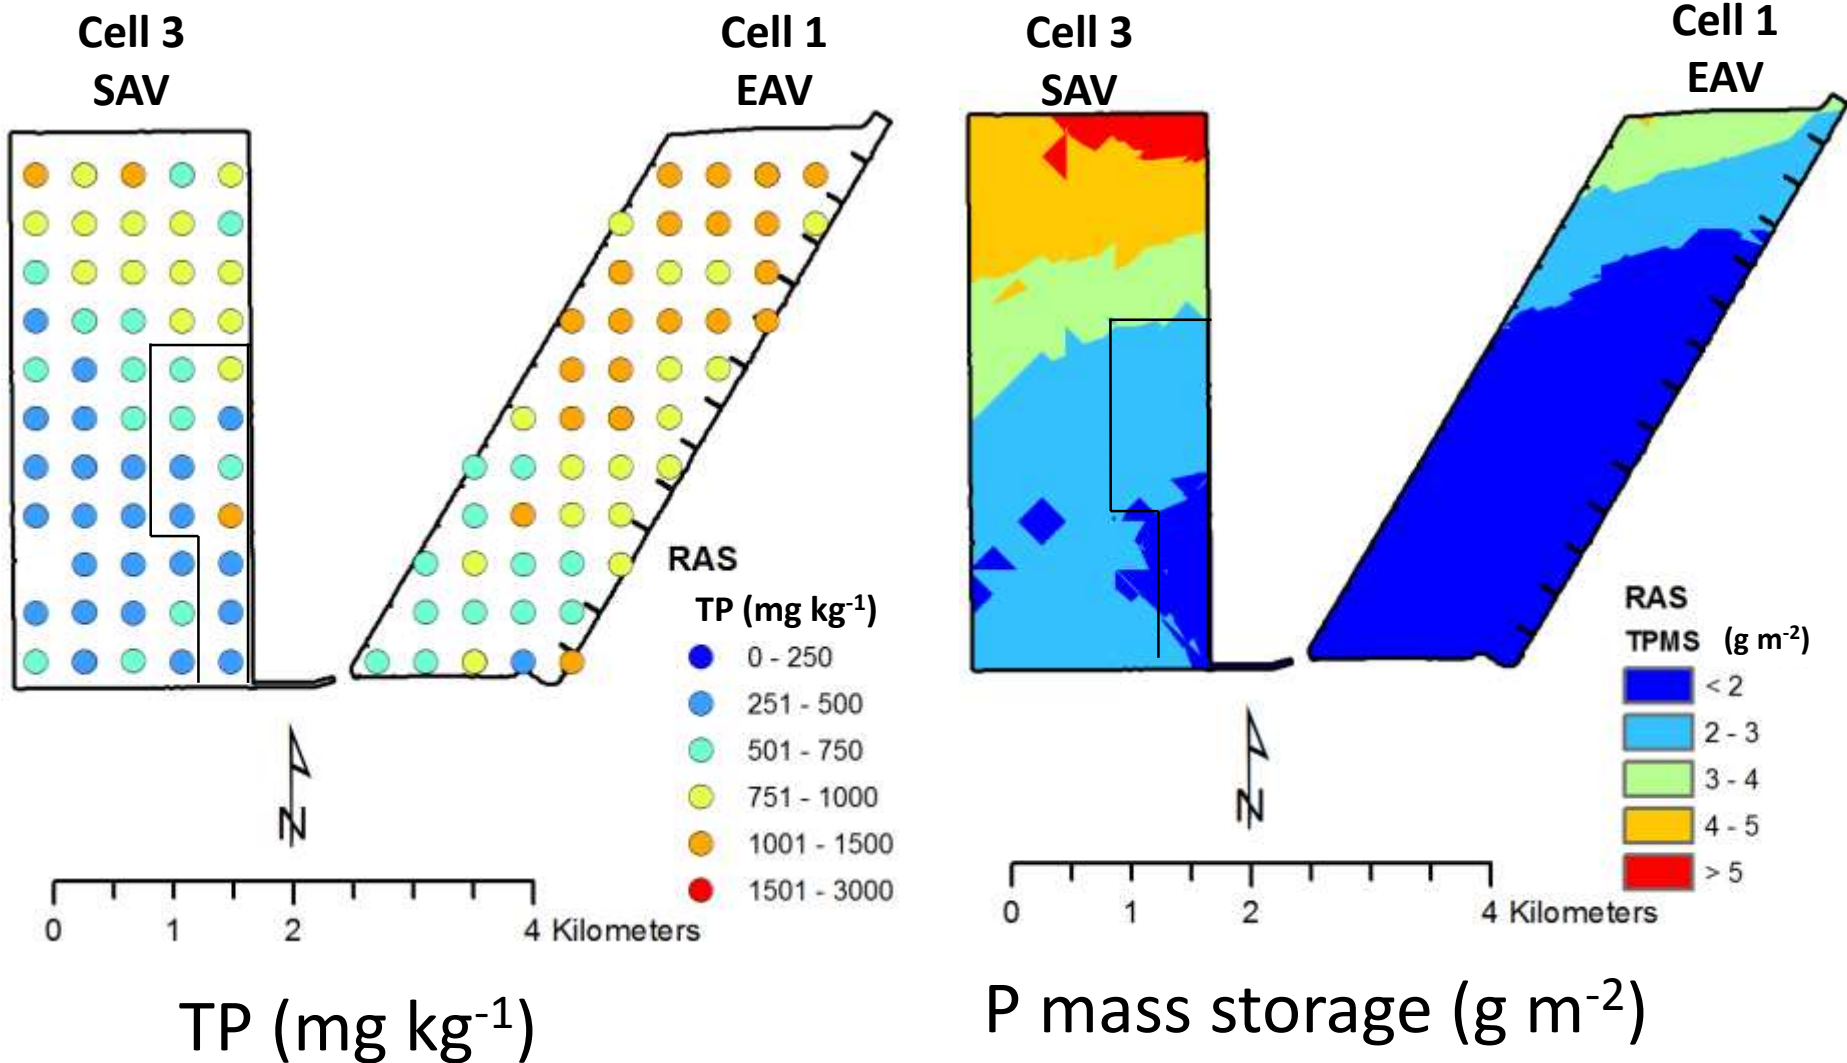 Cell 3
SAV
Cell 1
EAV
RAS
TP (mg kg⁻¹)
0 - 250
251 - 500
501 - 750
751 - 1000
1001 - 1500
1501 - 3000
N
0 1 2 4 Kilometers
TP (mg kg⁻¹)
Cell 3
SAV
Cell 1
EAV
RAS
TPMS (g m⁻²)
< 2
2 - 3
3 - 4
4 - 5
> 5
N
0 1 2 4 Kilometers
P mass storage (g m⁻²)